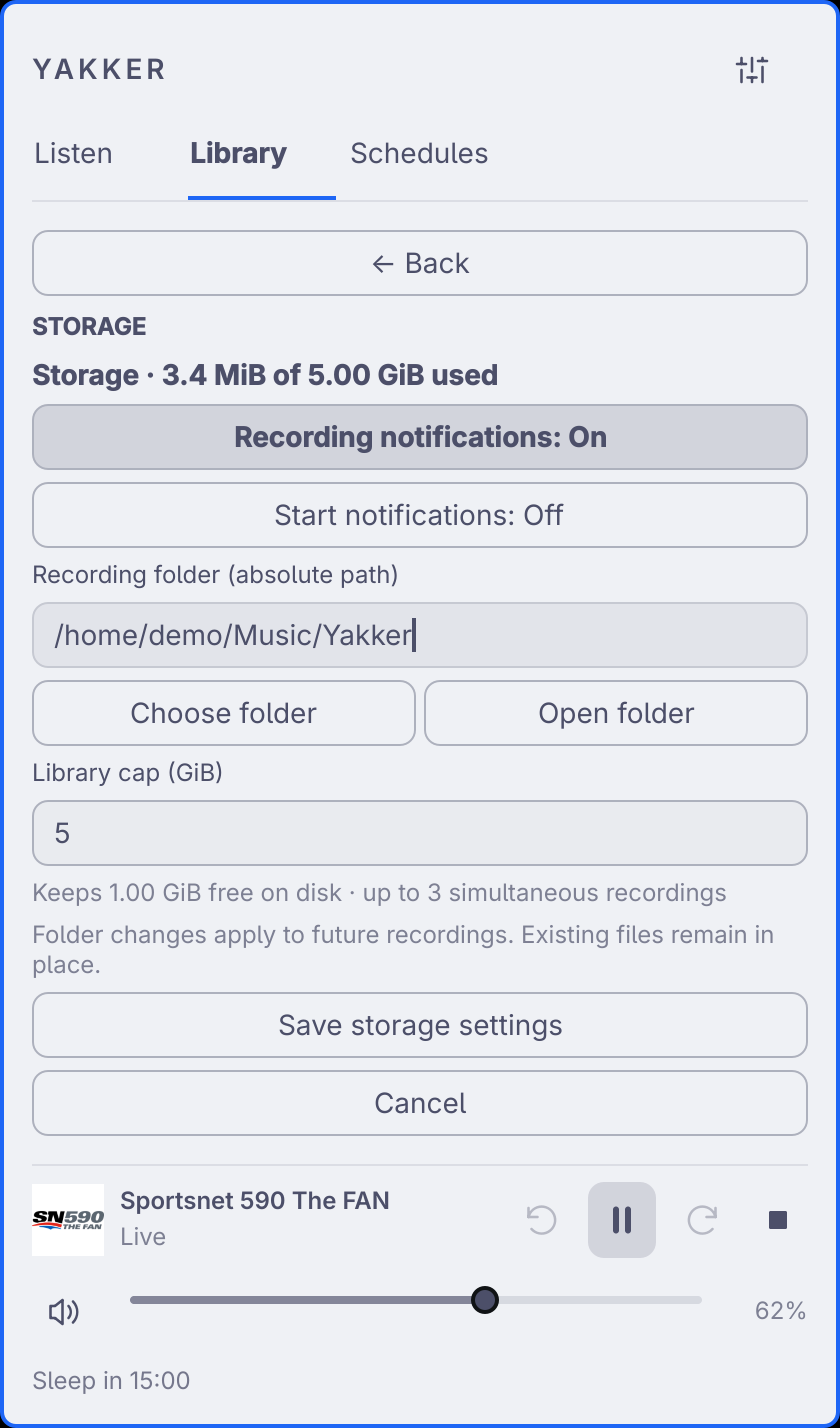 YAKKER
Listen
Library
Schedules
← Back
STORAGE
Storage · 3.4 MiB of 5.00 GiB used
Recording notifications: On
Start notifications: Off
Recording folder (absolute path)
/home/demo/Music/Yakker
Choose folder
Open folder
Library cap (GiB)
5
Keeps 1.00 GiB free on disk · up to 3 simultaneous recordings
Folder changes apply to future recordings. Existing files remain in
place.
Save storage settings
Cancel
SN590
THE FAN
Sportsnet 590 The FAN
Live
62%
Sleep in 15:00